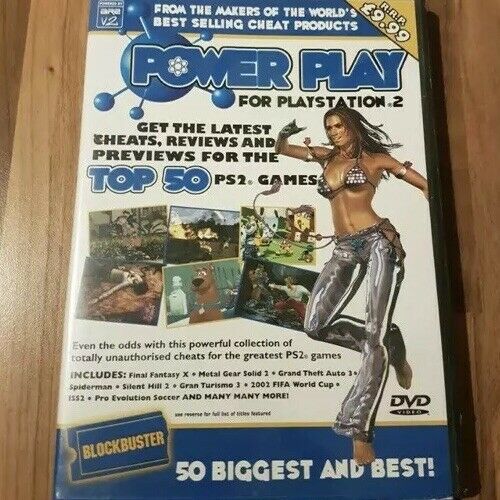 POWERED BY
V.2
FROM THE MAKERS OF THE WORLD'S
BEST SELLING CHEAT PRODUCTS
R.R.P.
£9.99
POWER PLAY
FOR PLAYSTATION®2
GET THE LATEST
CHEATS, REVIEWS AND
PREVIEWS FOR THE
TOP 50 PS2® GAMES
Even the odds with this powerful collection of
totally unauthorised cheats for the greatest PS2® games
INCLUDES: Final Fantasy X • Metal Gear Solid 2 • Grand Theft Auto 3 •
Spiderman • Silent Hill 2 • Gran Turismo 3 • 2002 FIFA World Cup •
ISS2 • Pro Evolution Soccer AND MANY MANY MORE!
see reverse for full list of titles featured
DVD
VIDEO
BLOCKBUSTER
50 BIGGEST AND BEST!